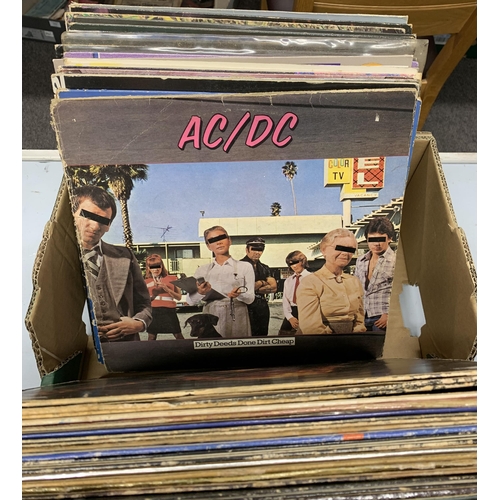 AC/DC
COLOR
TV
Dirty Deeds Done Dirt Cheap